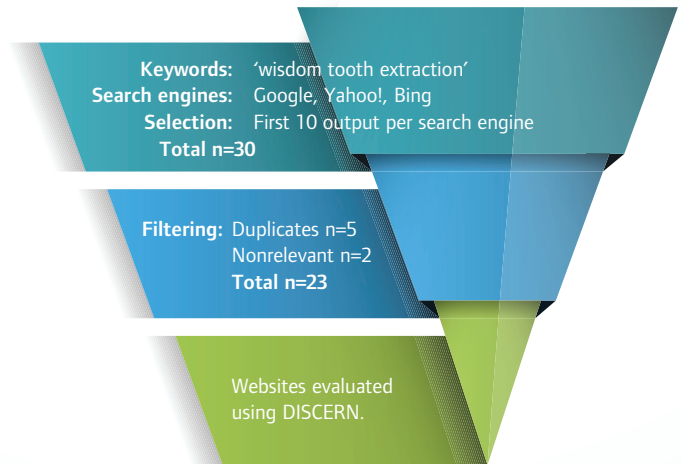 Keywords: ‘wisdom tooth extraction’
Search engines: Google, Yahoo!, Bing
Selection: First 10 output per search engine
Total n=30
Filtering: Duplicates n=5
Nonrelevant n=2
Total n=23
Websites evaluated
using DISCERN.